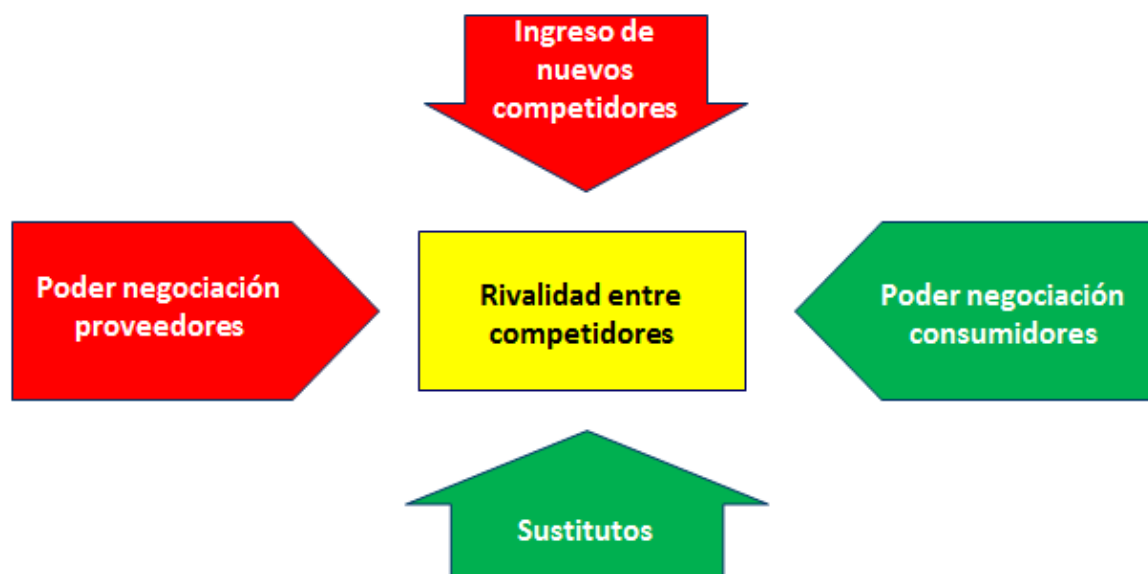 Ingreso de
nuevos
competidores
Poder negociación
proveedores
Rivalidad entre
competidores
Poder negociación
consumidores
Sustitutos